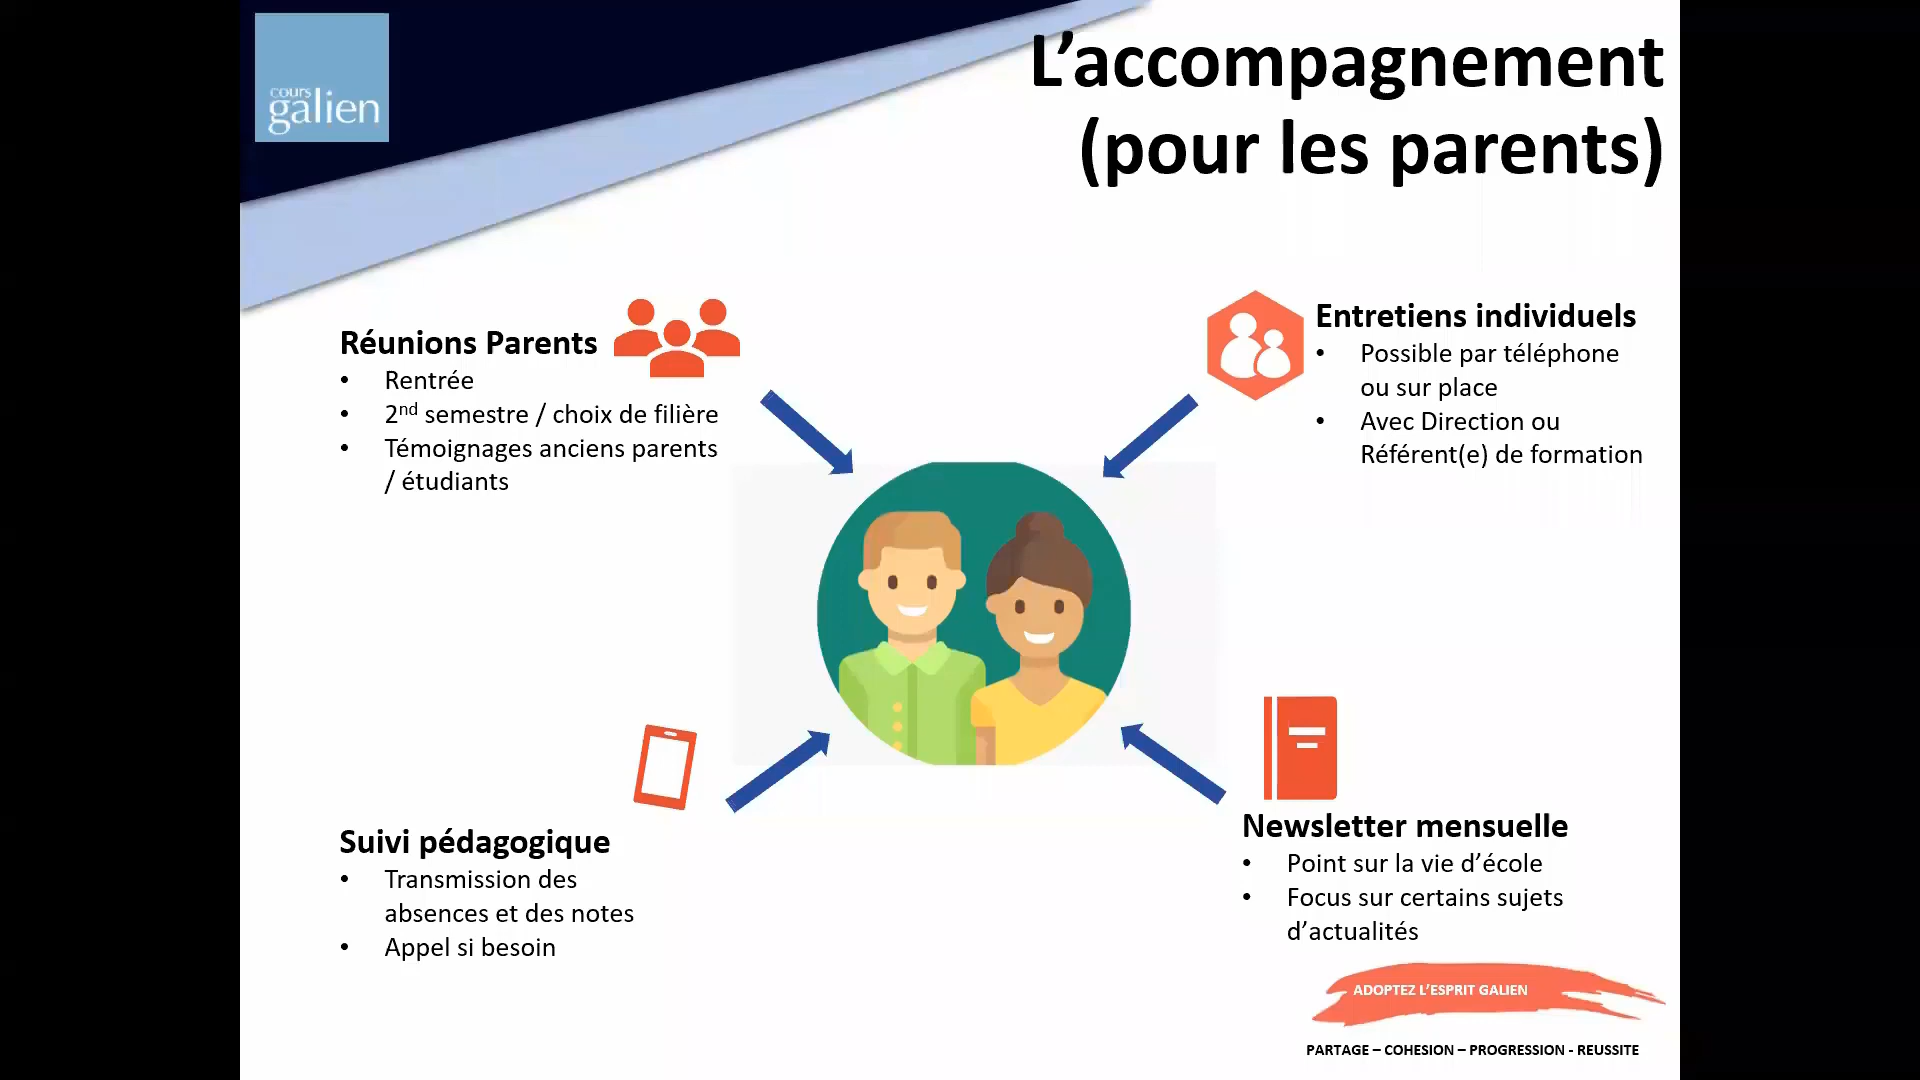 cours
galien
L’accompagnement
(pour les parents)
Réunions Parents
• Rentrée
• 2nd semestre / choix de filière
• Témoignages anciens parents
/ étudiants
Entretiens individuels
• Possible par téléphone
ou sur place
• Avec Direction ou
Référent(e) de formation
Suivi pédagogique
• Transmission des
absences et des notes
• Appel si besoin
Newsletter mensuelle
• Point sur la vie d’école
• Focus sur certains sujets
d’actualités
ADOPTEZ L’ESPRIT GALIEN
PARTAGE – COHESION – PROGRESSION - REUSSITE